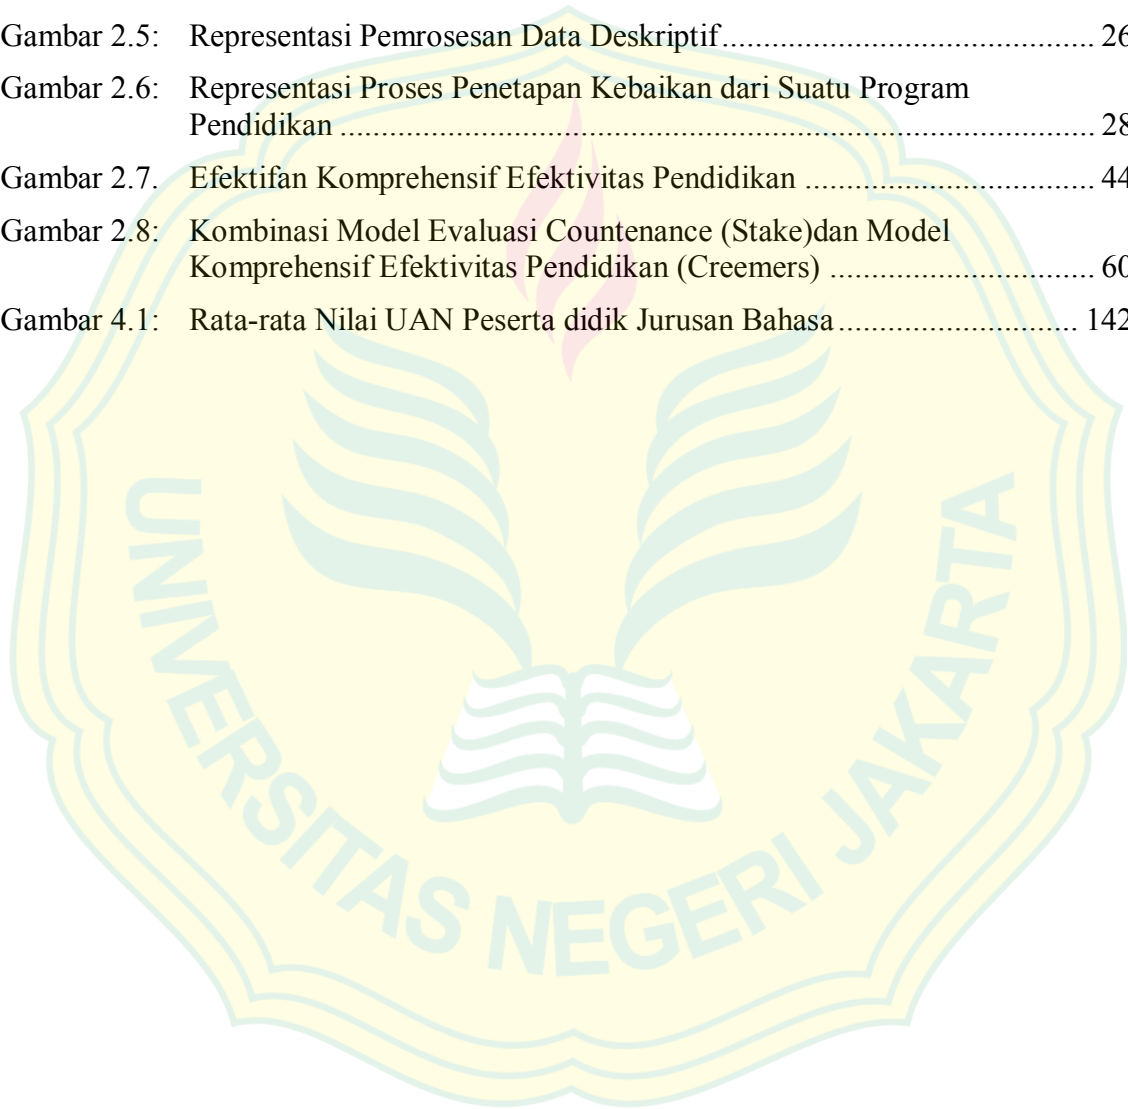 Gambar 2.5: Representasi Pemrosesan Data Deskriptif............................................. 26
Gambar 2.6: Representasi Proses Penetapan Kebaikan dari Suatu Program
Pendidikan ........................................................................................... 28
Gambar 2.7. Efektifan Komprehensif Efektivitas Pendidikan ................................... 44
Gambar 2.8: Kombinasi Model Evaluasi Countenance (Stake)dan Model
Komprehensif Efektivitas Pendidikan (Creemers) ................................ 60
Gambar 4.1: Rata-rata Nilai UAN Peserta didik Jurusan Bahasa............................. 142
UNIVERSITAS NEGERI JAKARTA